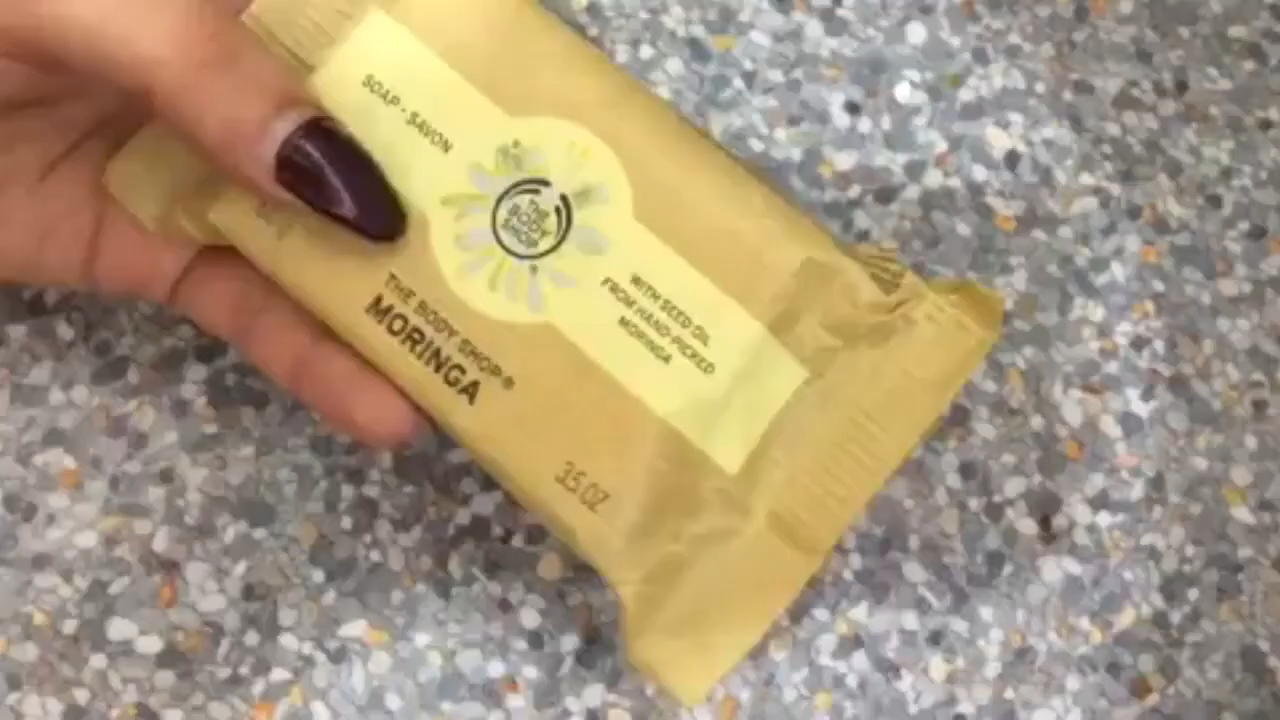 SOAP - SAVON
THE
BODY
SHOP
WITH SEED OIL
FROM HAND-PICKED
MORINGA
THE BODY SHOP®
MORINGA
3.5 OZ